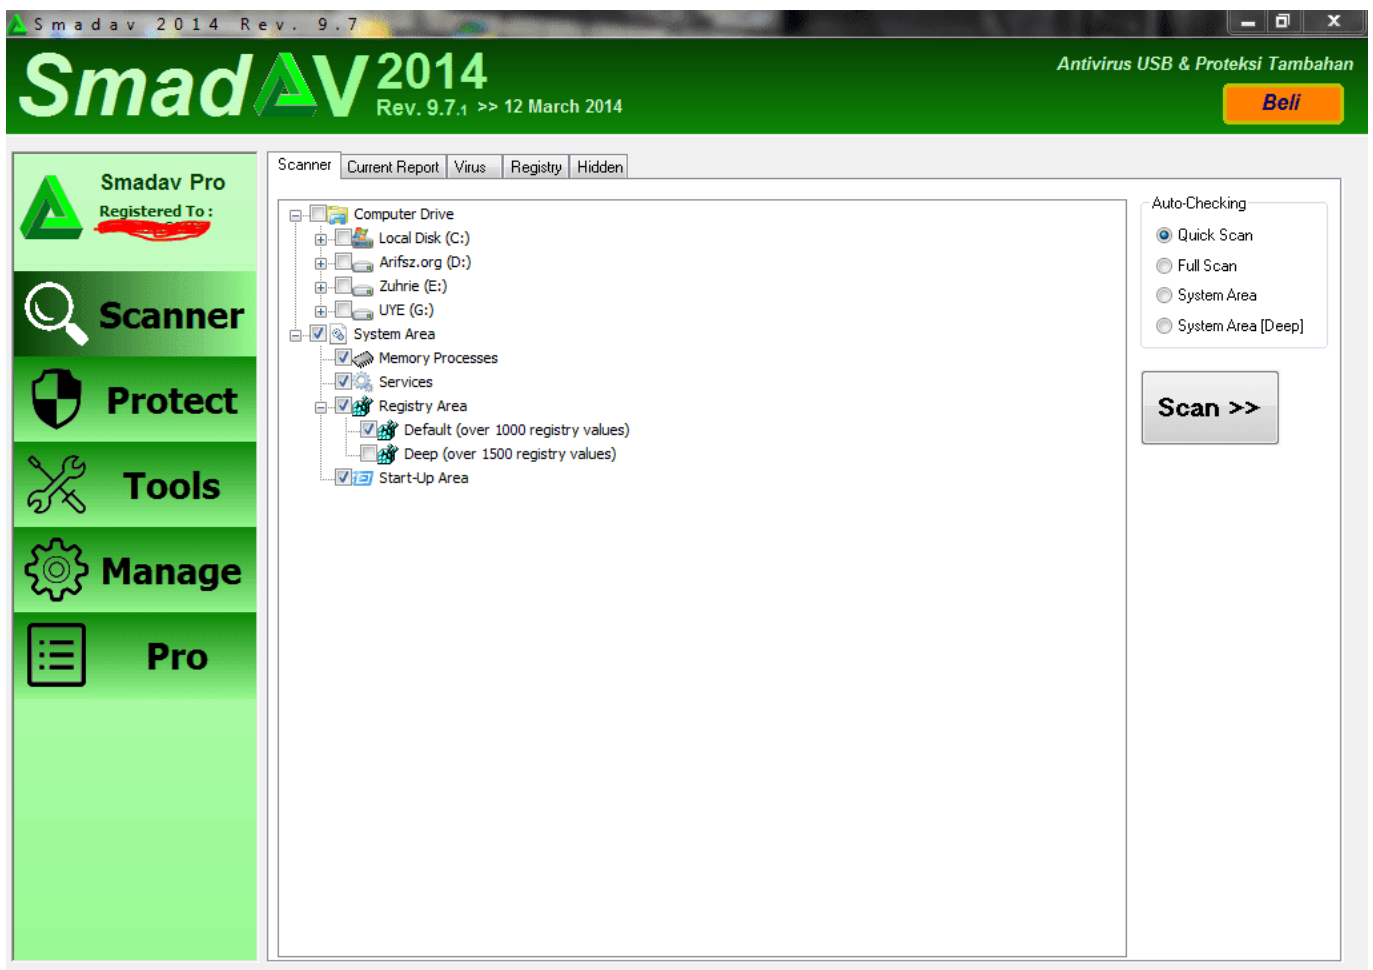 Smadav 2014 Rev. 9.7
SmadAV 2014
Rev. 9.7.1 >> 12 March 2014
Antivirus USB & Proteksi Tambahan
Beli
Smadav Pro
Registered To :
Scanner
Protect
Tools
Manage
Pro
Scanner Current Report Virus Registry Hidden
Computer Drive
Local Disk (C:)
Arifsz.org (D:)
Zuhrie (E:)
UYE (G:)
System Area
Memory Processes
Services
Registry Area
Default (over 1000 registry values)
Deep (over 1500 registry values)
Start-Up Area
Auto-Checking
Quick Scan
Full Scan
System Area
System Area [Deep]
Scan >>